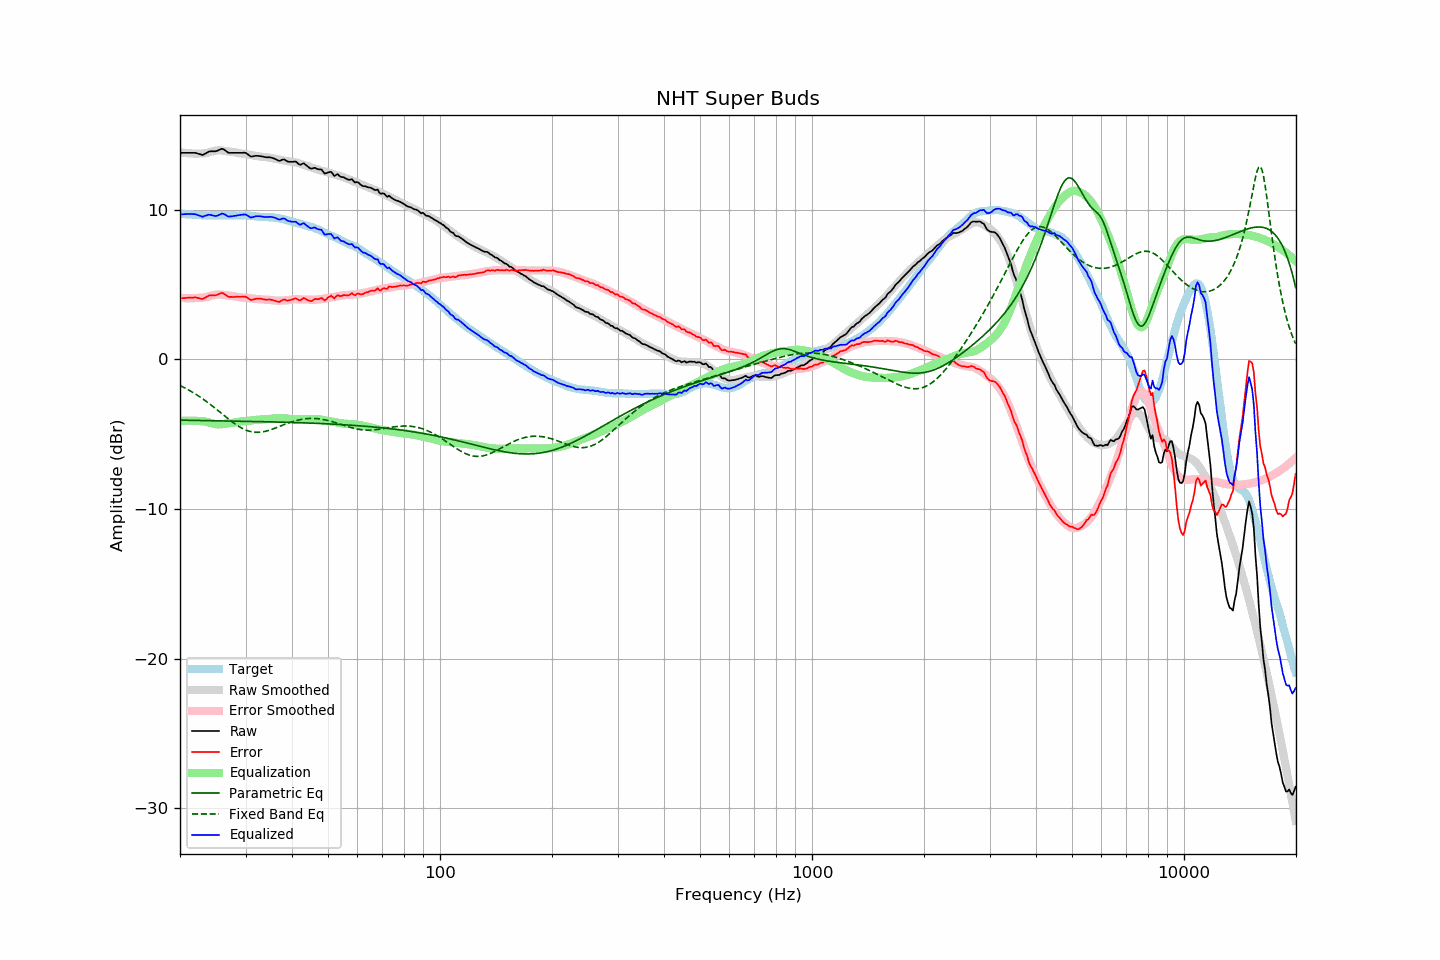 NHT Super Buds
Amplitude (dBr)
10
0
−10
−20
−30
Target
Raw Smoothed
Error Smoothed
Raw
Error
Equalization
Parametric Eq
Fixed Band Eq
Equalized
100
1000
10000
Frequency (Hz)